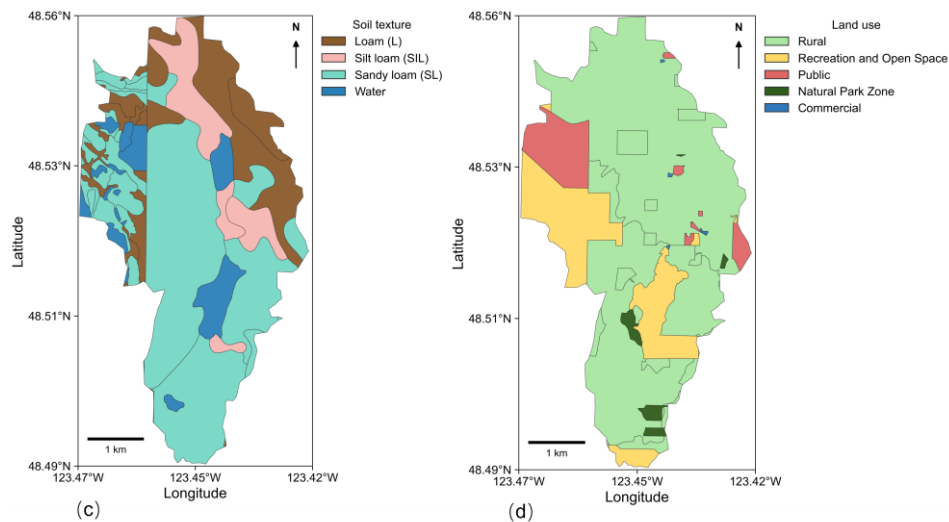 48.56°N
48.53°N
48.51°N
48.49°N
Latitude
123.47°W
123.45°W
123.42°W
Longitude
N
Soil texture
Loam (L)
Silt loam (SIL)
Sandy loam (SL)
Water
1 km
(c)
48.56°N
48.53°N
48.51°N
48.49°N
Latitude
123.47°W
123.45°W
123.42°W
Longitude
N
Land use
Rural
Recreation and Open Space
Public
Natural Park Zone
Commercial
1 km
(d)